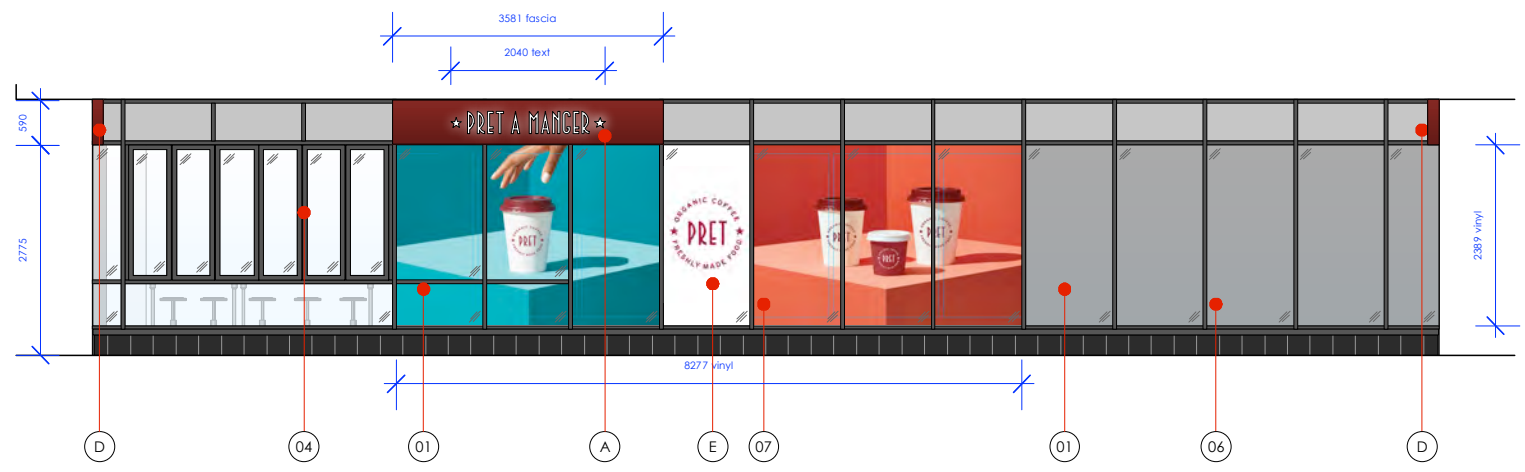 3581 fascia
2040 text
590
★ PRET A MANGER ★
2775
ORGANIC COFFEE
PRET
FRESHLY MADE FOOD
PRET
PRET
PRET
PRET
2389 vinyl
8277 vinyl
D
04
01
A
E
07
01
06
D